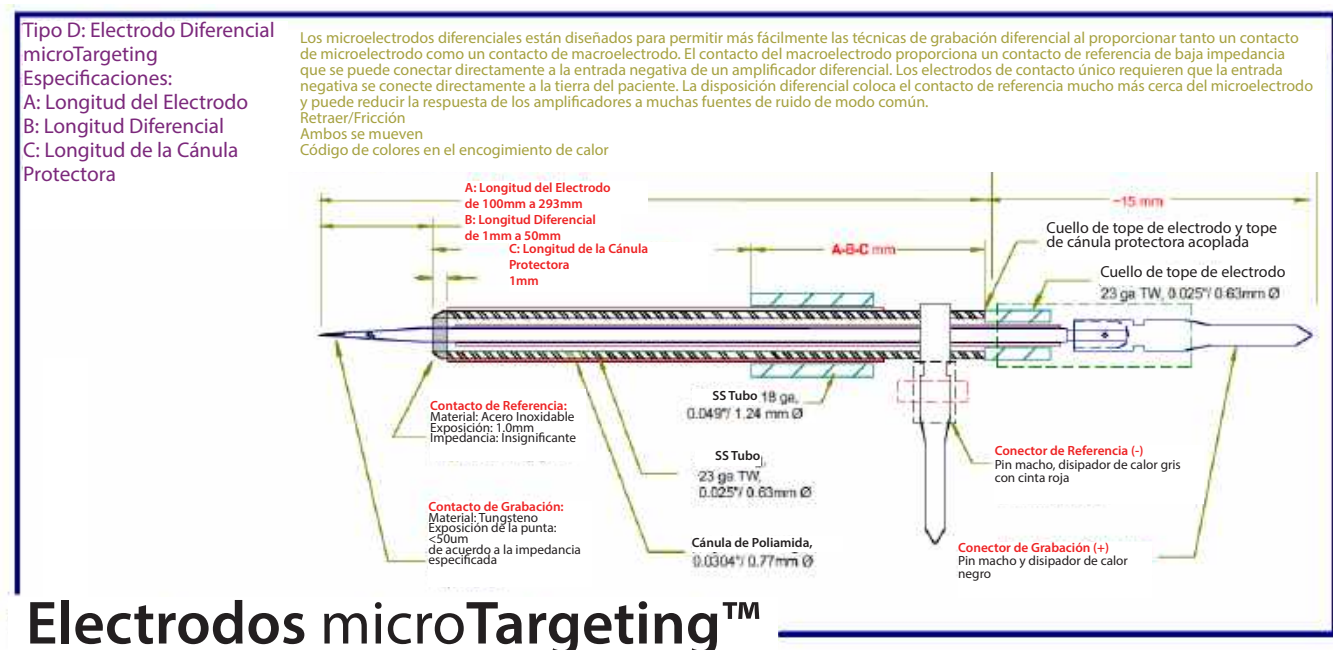 Tipo D: Electrodo Diferencial
microTargeting
Especificaciones:
A: Longitud del Electrodo
B: Longitud Diferencial
C: Longitud de la Cánula
Protectora
Los microelectrodos diferenciales están diseñados para permitir más fácilmente las técnicas de grabación diferencial al proporcionar tanto un contacto
de microelectrodo como un contacto de macroelectrodo. El contacto del macroelectrodo proporciona un contacto de referencia de baja impedancia
que se puede conectar directamente a la entrada negativa de un amplificador diferencial. Los electrodos de contacto único requieren que la entrada
negativa se conecte directamente a la tierra del paciente. La disposición diferencial coloca el contacto de referencia mucho más cerca del microelectrodo
y puede reducir la respuesta de los amplificadores a muchas fuentes de ruido de modo común.
Retraer/Fricción
Ambos se mueven
Código de colores en el encogimiento de calor
A: Longitud del Electrodo
de 100mm a 293mm
B: Longitud Diferencial
de 1mm a 50mm
C: Longitud de la Cánula
Protectora
1mm
A-B-C mm
~15 mm
Cuello de tope de electrodo y tope
de cánula protectora acoplada
Cuello de tope de electrodo
23 ga TW, 0.025"/ 0.63mm Ø
SS Tubo 18 ga,
0.049"/ 1.24 mm Ø
Contacto de Referencia:
Material: Acero Inoxidable
Exposición: 1.0mm
Impedancia: Insignificante
SS Tubo,
23 ga TW,
0.025"/ 0.63mm Ø
Conector de Referencia (-)
Pin macho, disipador de calor gris
con cinta roja
Contacto de Grabación:
Material: Tungsteno
Exposición de la punta:
<50um
de acuerdo a la impedancia
especificada
Cánula de Poliamida,
0.0304"/ 0.77mm Ø
Conector de Grabación (+)
Pin macho y disipador de calor
negro
Electrodos microTargeting™